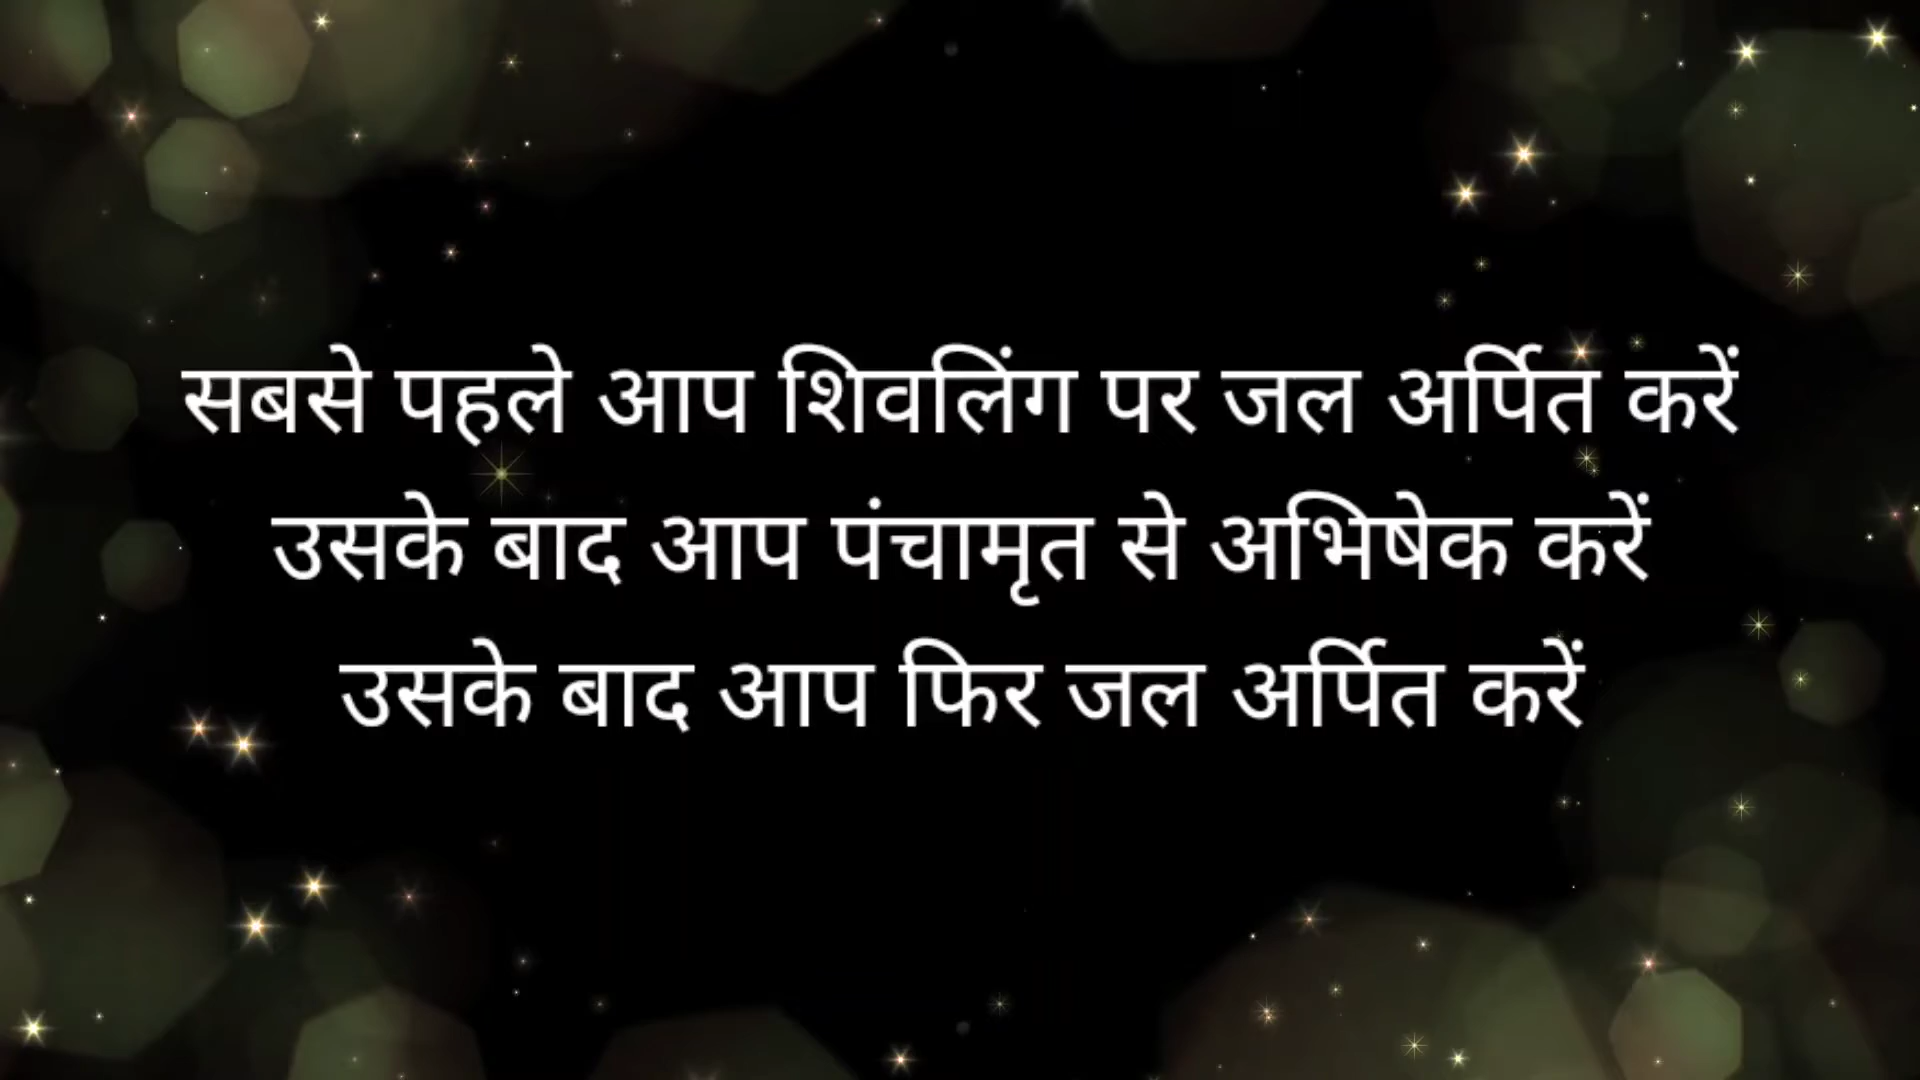 सबसे पहले आप शिवलिंग पर जल अर्पित करें
उसके बाद आप पंचामृत से अभिषेक करें
उसके बाद आप फिर जल अर्पित करें